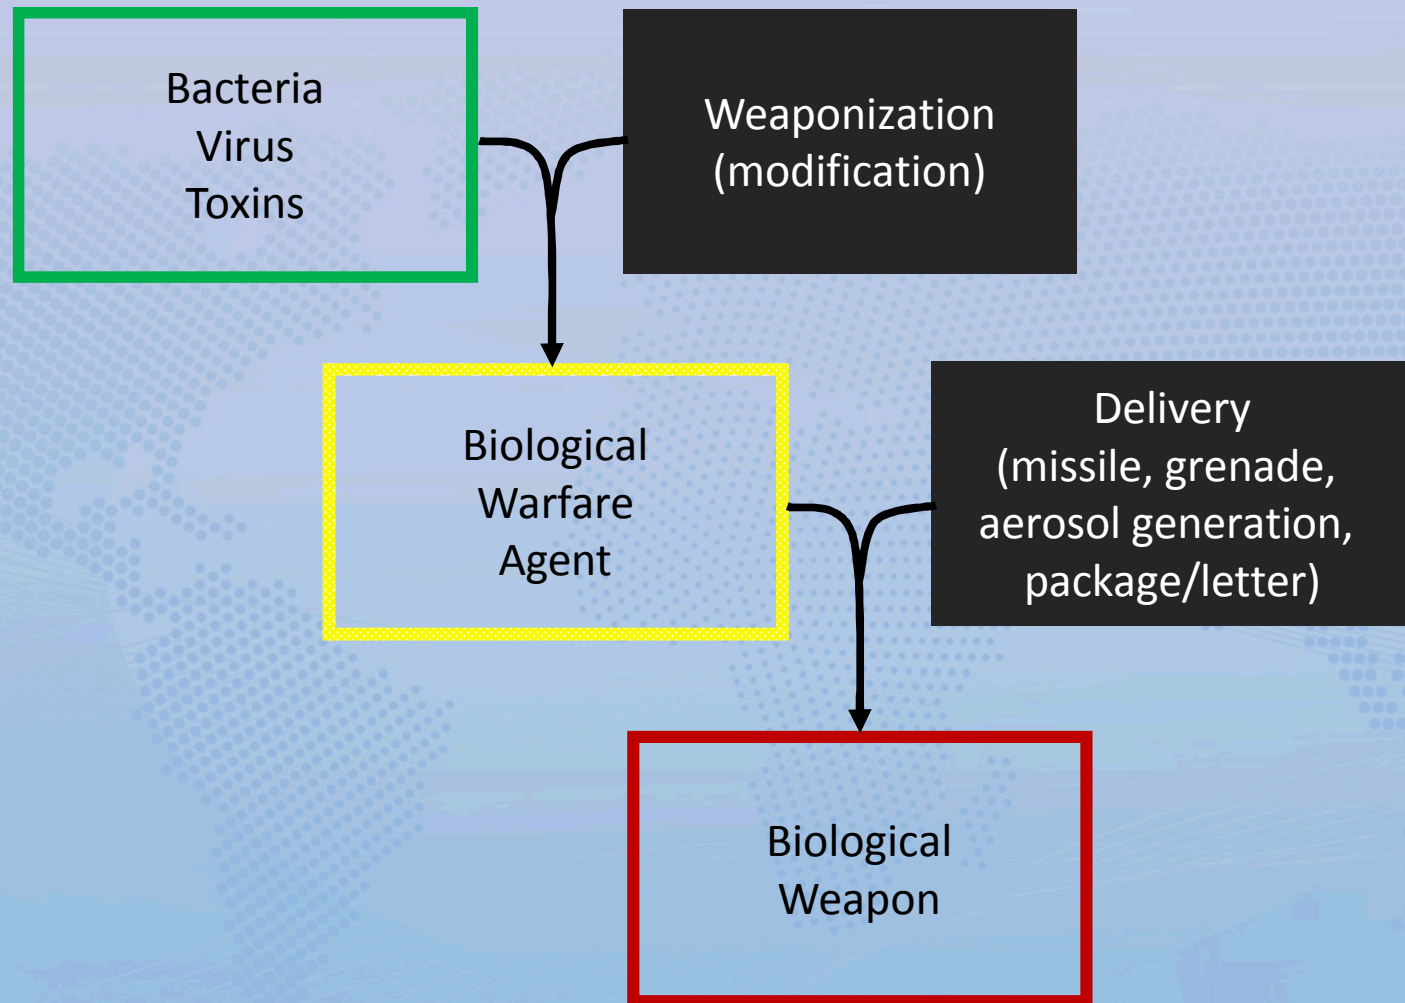 Bacteria
Virus
Toxins
Weaponization
(modification)
Biological
Warfare
Agent
Delivery
(missile, grenade,
aerosol generation,
package/letter)
Biological
Weapon